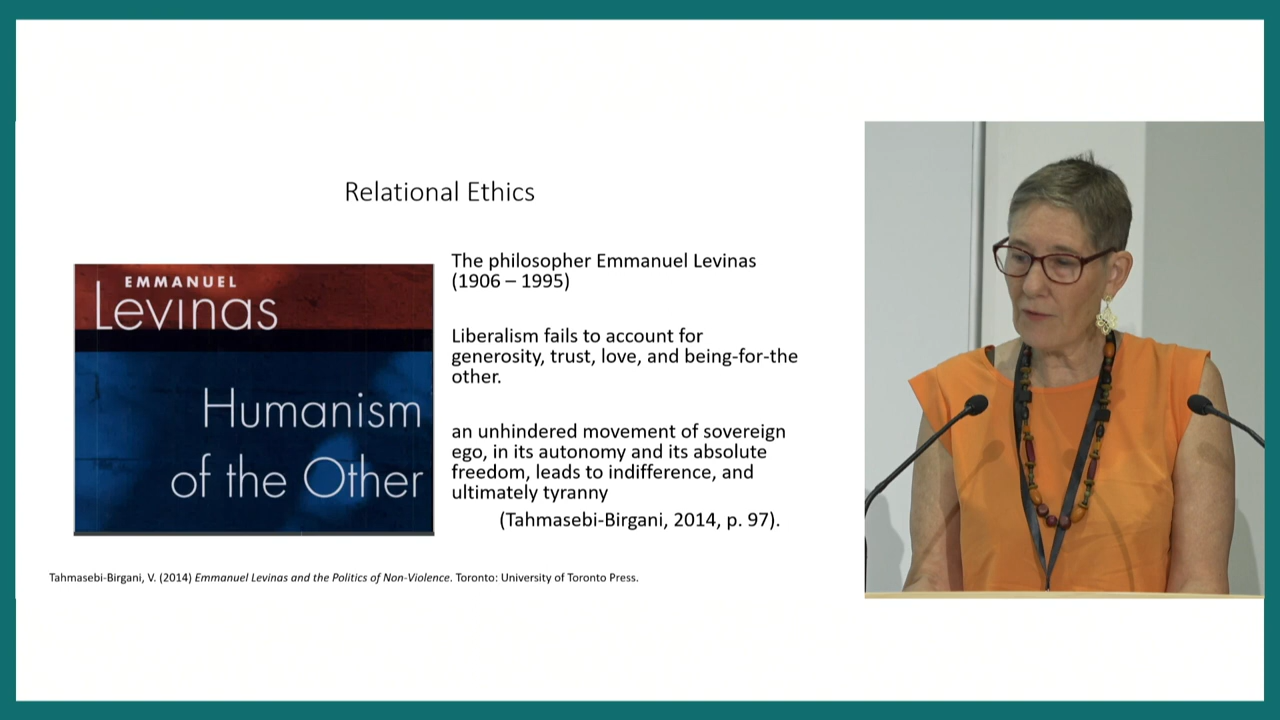 Relational Ethics
EMMANUEL
Levinas
Humanism
of the Other
The philosopher Emmanuel Levinas
(1906 – 1995)
Liberalism fails to account for
generosity, trust, love, and being-for-the
other.
an unhindered movement of sovereign
ego, in its autonomy and its absolute
freedom, leads to indifference, and
ultimately tyranny
(Tahmasebi-Birgani, 2014, p. 97).
Tahmasebi-Birgani, V. (2014) Emmanuel Levinas and the Politics of Non-Violence. Toronto: University of Toronto Press.